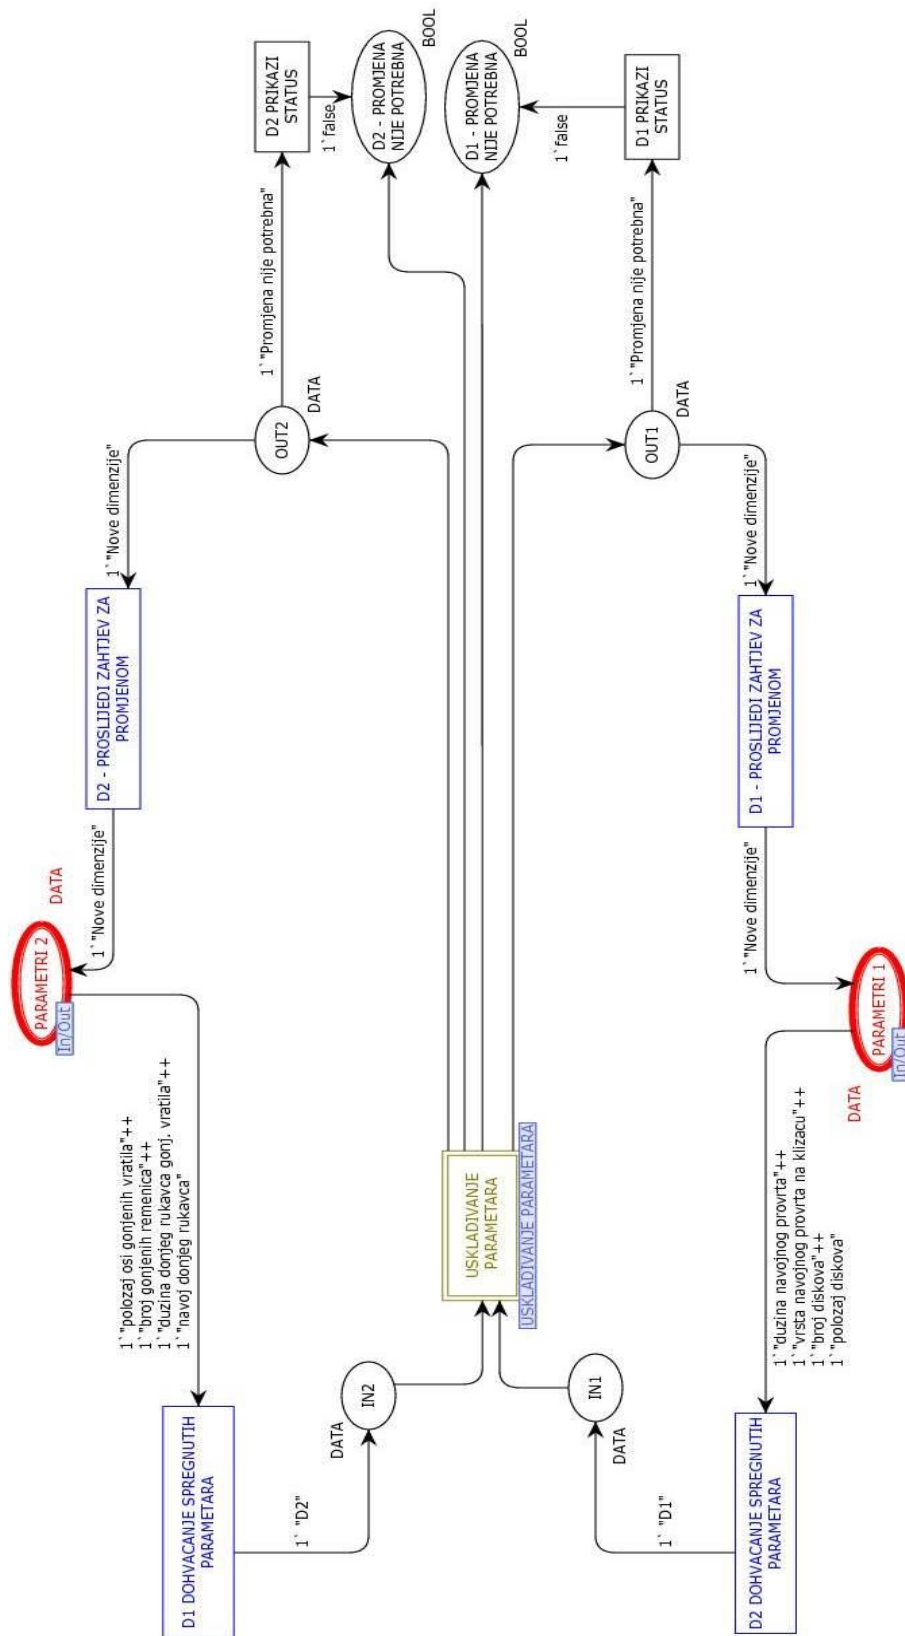 D1 DOHVACANJE SPREGNUTIH
PARAMETARA
1`"polozaj osi gonjenih vratila"++
1`"broj gonjenih remenica"++
1`"duzina donjeg rukavca gonj. vratila"++
1`"navoj donjeg rukavca"
PARAMETRI 2
In/Out
DATA
1`"Nove dimenzije"
D2 - PROSLIJEDI ZAHTJEV ZA
PROMJENOM
1`"Nove dimenzije"
OUT2
DATA
1`"Promjena nije potrebna"
D2 PRIKAZI
STATUS
1`false
D2 - PROMJENA
NIJE POTREBNA
BOOL
1` "D2"
DATA
IN2
USKLADIVANJE
PARAMETARA
USKLADIVANJE PARAMETARA
D1 - PROMJENA
NIJE POTREBNA
BOOL
1` "D1"
DATA
IN1
1`false
D1 PRIKAZI
STATUS
1`"Promjena nije potrebna"
OUT1
DATA
1`"Nove dimenzije"
D1 - PROSLIJEDI ZAHTJEV ZA
PROMJENOM
1`"Nove dimenzije"
D2 DOHVACANJE SPREGNUTIH
PARAMETARA
1`"duzina navojnog provrta"++
1`"vrsta navojnog provrta na klizacu"++
1`"broj diskova"++
1`"polozaj diskova"
DATA
PARAMETRI 1
In/Out